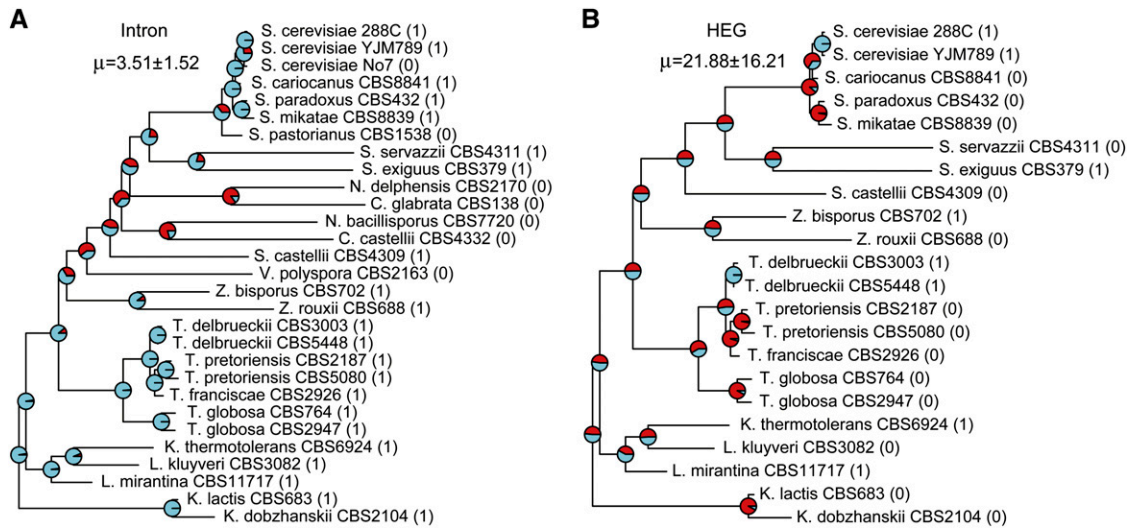 A
Intron
μ=3.51±1.52
S. cerevisiae 288C (1)
S. cerevisiae YJM789 (1)
S. cerevisiae No7 (0)
S. cariocanus CBS8841 (1)
S. paradoxus CBS432 (1)
S. mikatae CBS8839 (1)
S. pastorianus CBS1538 (0)
S. servazzii CBS4311 (1)
S. exiguus CBS379 (1)
N. delphensis CBS2170 (0)
C. glabrata CBS138 (0)
N. bacillisporus CBS7720 (0)
C. castellii CBS4332 (0)
S. castellii CBS4309 (1)
V. polyspora CBS2163 (0)
Z. bisporus CBS702 (1)
Z. rouxii CBS688 (1)
T. delbrueckii CBS3003 (1)
T. delbrueckii CBS5448 (1)
T. pretoriensis CBS2187 (1)
T. pretoriensis CBS5080 (1)
T. franciscae CBS2926 (1)
T. globosa CBS764 (1)
T. globosa CBS2947 (1)
K. thermotolerans CBS6924 (1)
L. kluyveri CBS3082 (1)
L. mirantina CBS11717 (1)
K. lactis CBS683 (1)
K. dobzhanskii CBS2104 (1)
B
HEG
μ=21.88±16.21
S. cerevisiae 288C (1)
S. cerevisiae YJM789 (1)
S. cariocanus CBS8841 (0)
S. paradoxus CBS432 (0)
S. mikatae CBS8839 (0)
S. servazzii CBS4311 (0)
S. exiguus CBS379 (1)
S. castellii CBS4309 (0)
Z. bisporus CBS702 (1)
Z. rouxii CBS688 (0)
T. delbrueckii CBS3003 (1)
T. delbrueckii CBS5448 (1)
T. pretoriensis CBS2187 (0)
T. pretoriensis CBS5080 (0)
T. franciscae CBS2926 (0)
T. globosa CBS764 (0)
T. globosa CBS2947 (0)
K. thermotolerans CBS6924 (1)
L. kluyveri CBS3082 (0)
L. mirantina CBS11717 (1)
K. lactis CBS683 (0)
K. dobzhanskii CBS2104 (0)